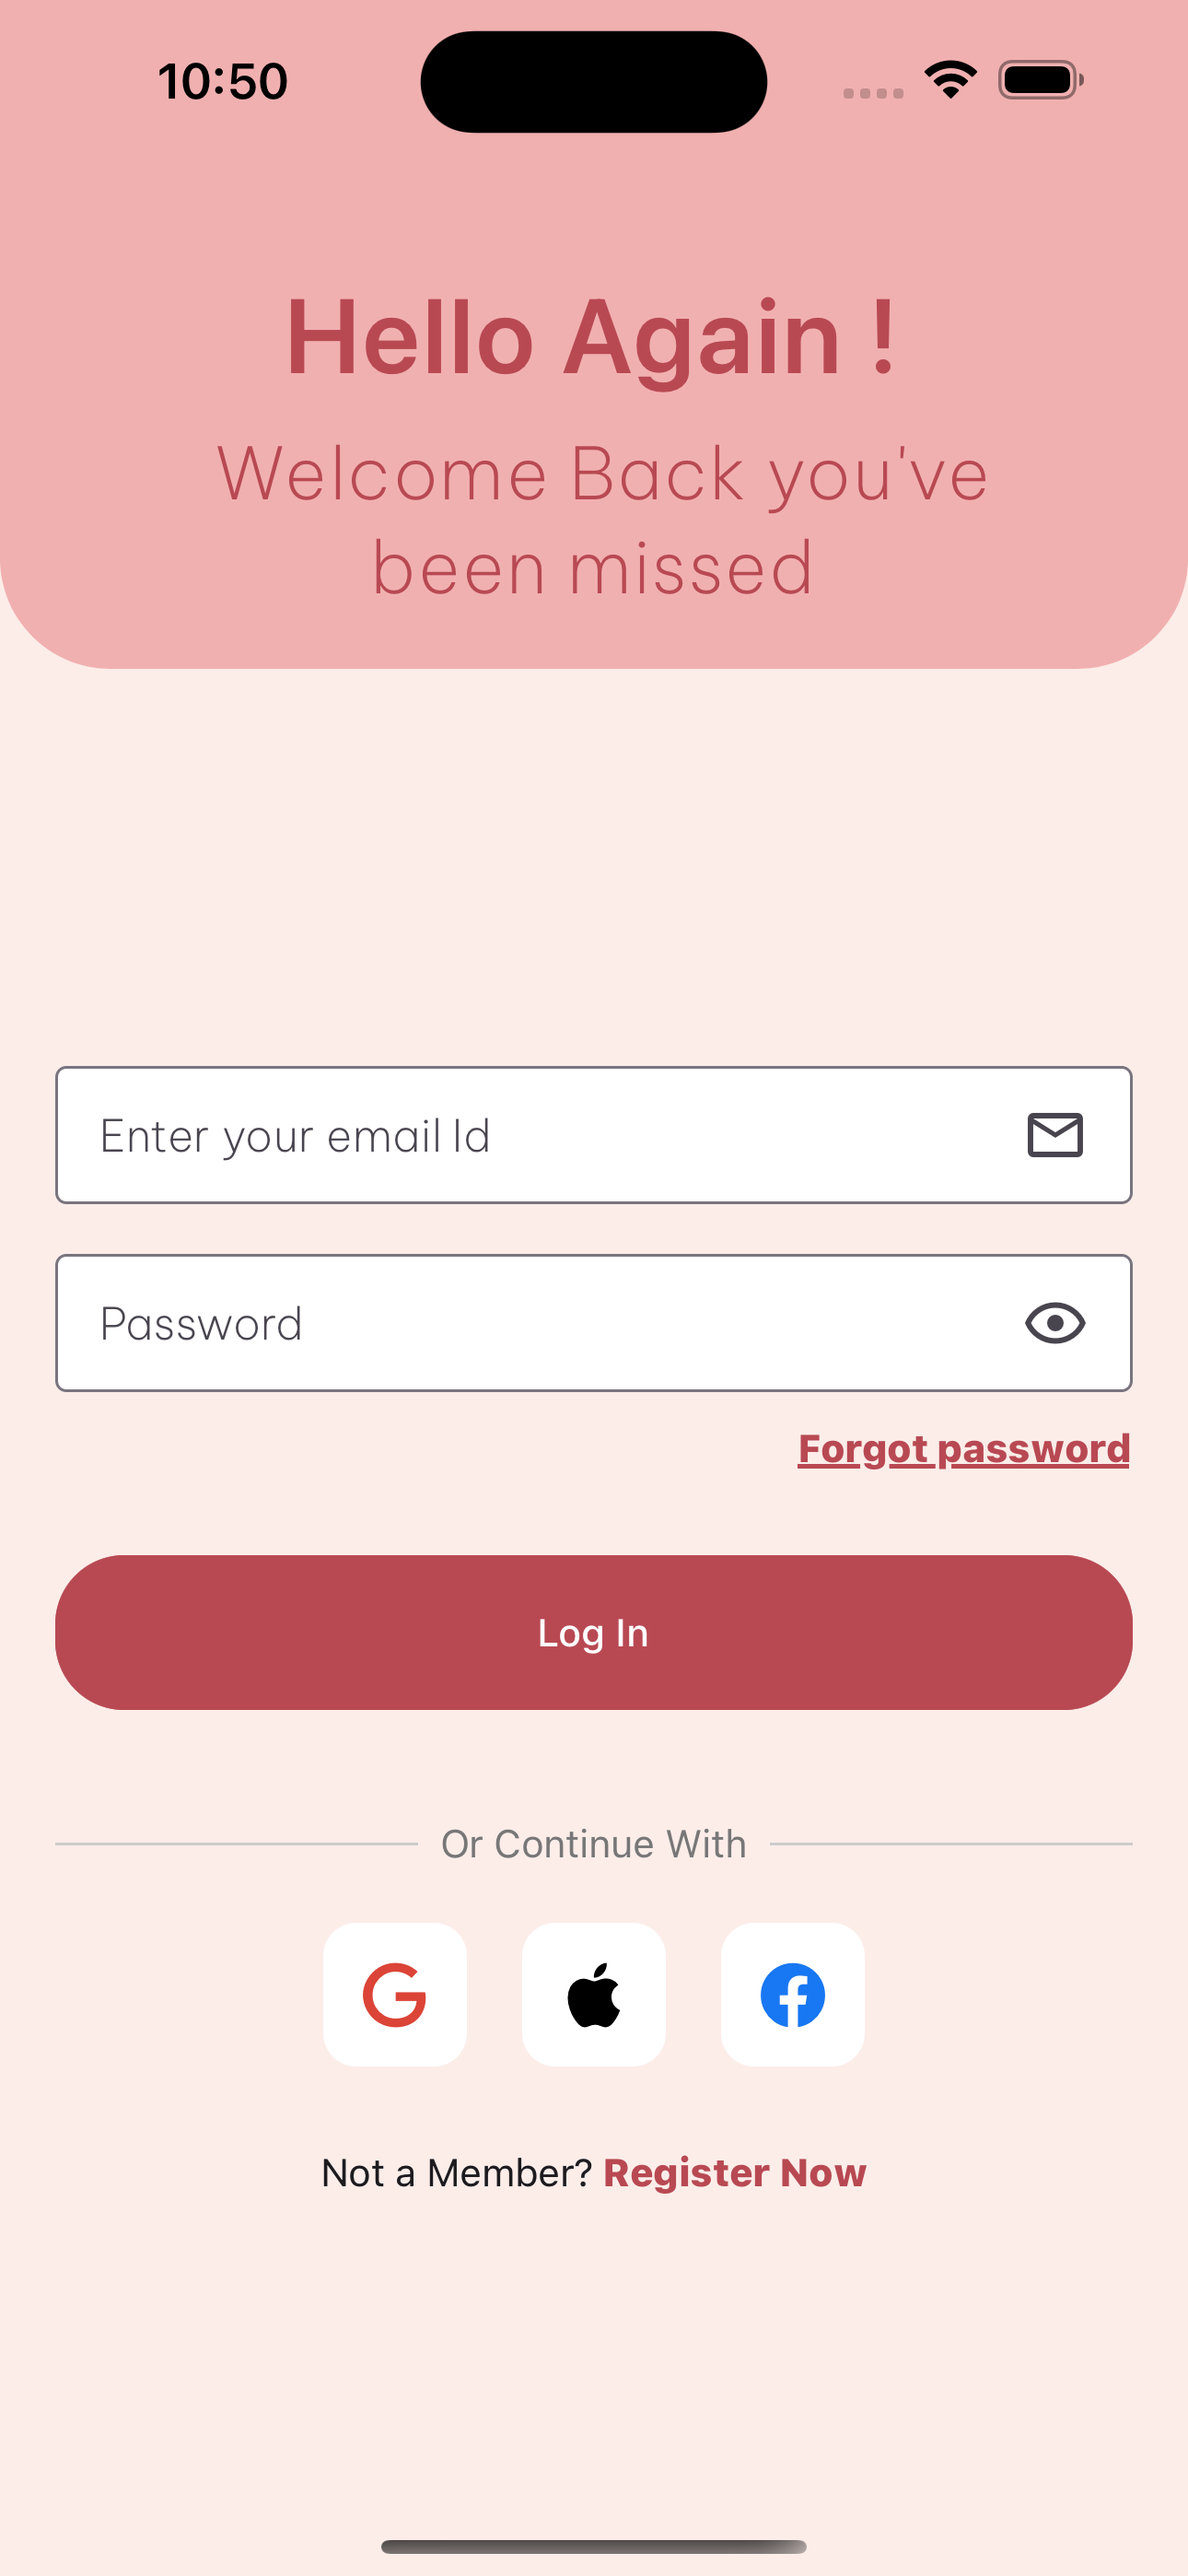 10:50
Hello Again !
Welcome Back you've
been missed
Enter your email Id
Password
Forgot password
Log In
Or Continue With
Not a Member? Register Now